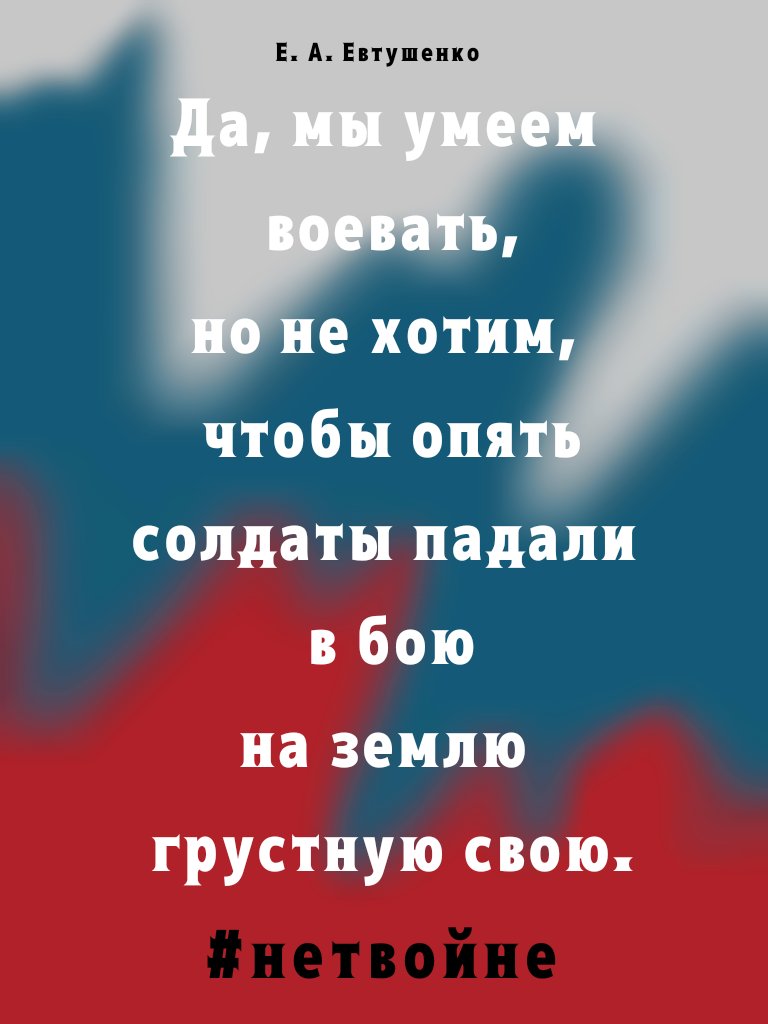 Е. А. Евтушенко
Да, мы умеем
воевать,
но не хотим,
чтобы опять
солдаты падали
в бою
на землю
грустную свою.
#нетвойне